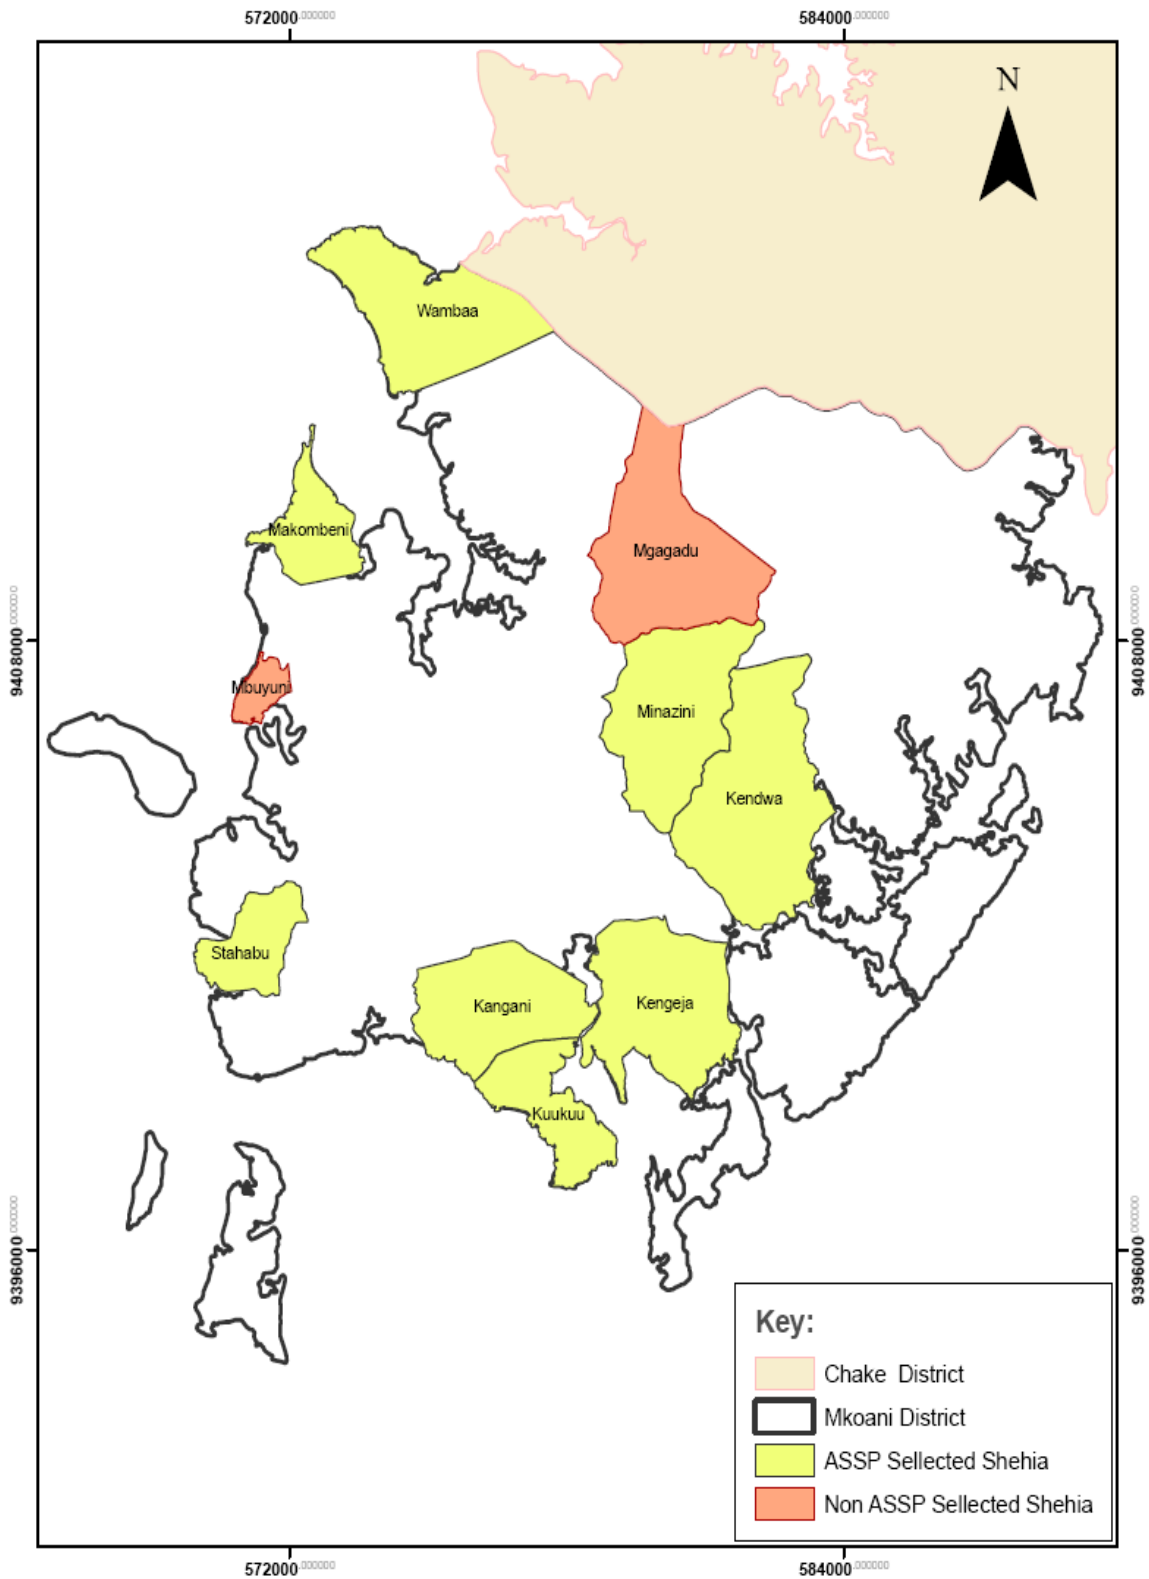 572000.000000 584000.000000
N
Wambaa
Makombeni
Mgagadu
9408000.000000 9408000.000000
Mbuyuni
Minazini
Kendwa
Stahabu
Kangani
Kengeja
Kuukuu
9396000.000000 9396000.000000
Key:
Chake District
Mkoani District
ASSP Sellected Shehia
Non ASSP Sellected Shehia
572000.000000 584000.000000